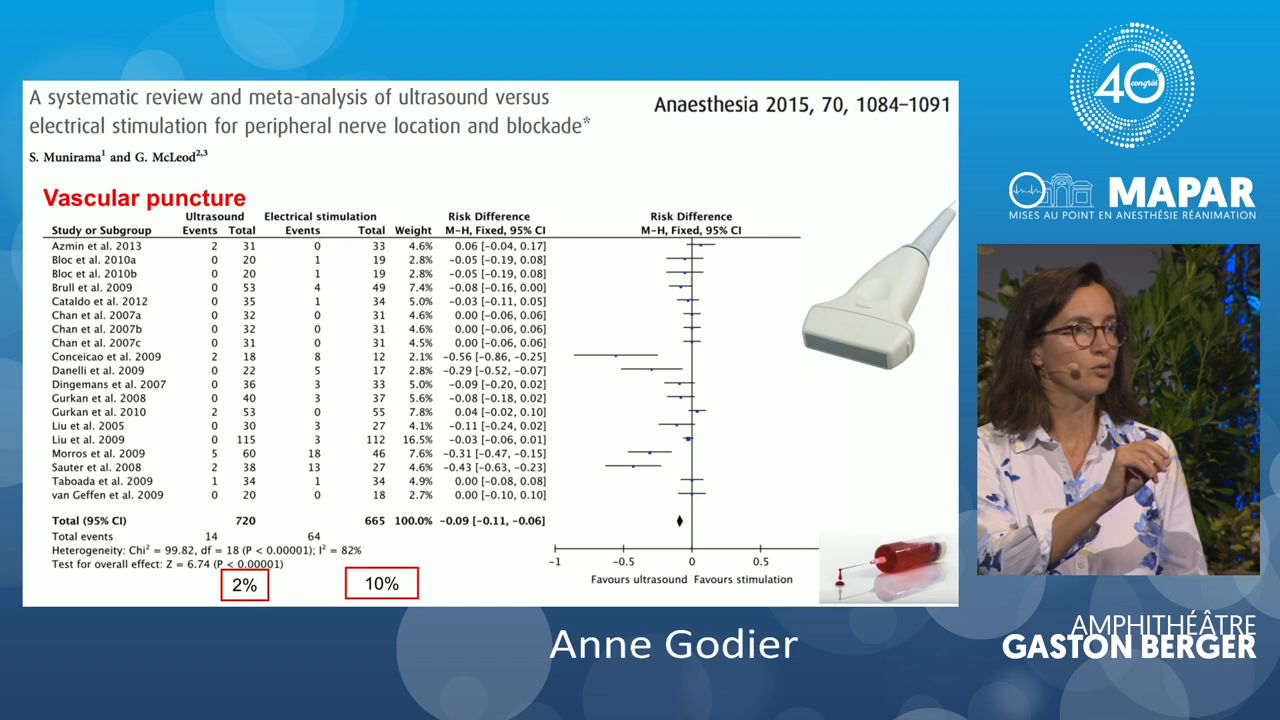 A systematic review and meta-analysis of ultrasound versus
electrical stimulation for peripheral nerve location and blockade*
Anaesthesia 2015, 70, 1084–1091
S. Munirama1 and G. McLeod2,3
Vascular puncture
Ultrasound Electrical stimulation Risk Difference Risk Difference
Study or Subgroup Events Total Events Total Weight M-H, Fixed, 95% CI M-H, Fixed, 95% CI
Azmin et al. 2013 2 31 0 33 4.6% 0.06 [−0.04, 0.17]
Bloc et al. 2010a 0 20 1 19 2.8% −0.05 [−0.19, 0.08]
Bloc et al. 2010b 0 20 1 19 2.8% −0.05 [−0.19, 0.08]
Brull et al. 2009 0 53 4 49 7.4% −0.08 [−0.16, 0.00]
Cataldo et al. 2012 0 35 1 34 5.0% −0.03 [−0.11, 0.05]
Chan et al. 2007a 0 32 0 31 4.6% 0.00 [−0.06, 0.06]
Chan et al. 2007b 0 32 0 31 4.6% 0.00 [−0.06, 0.06]
Chan et al. 2007c 0 31 0 31 4.5% 0.00 [−0.06, 0.06]
Conceicao et al. 2009 2 18 8 12 2.1% −0.56 [−0.86, −0.25]
Danelli et al. 2009 0 22 5 17 2.8% −0.29 [−0.52, −0.07]
Dingemans et al. 2007 0 36 3 33 5.0% −0.09 [−0.20, 0.02]
Gurkan et al. 2008 0 40 3 37 5.6% −0.08 [−0.18, 0.02]
Gurkan et al. 2010 2 53 0 55 7.8% 0.04 [−0.02, 0.10]
Liu et al. 2005 0 30 3 27 4.1% −0.11 [−0.24, 0.02]
Liu et al. 2009 0 115 3 112 16.5% −0.03 [−0.06, 0.01]
Morros et al. 2009 5 60 18 46 7.6% −0.31 [−0.47, −0.15]
Sauter et al. 2008 2 38 13 27 4.6% −0.43 [−0.63, −0.23]
Taboada et al. 2009 1 34 1 34 4.9% 0.00 [−0.08, 0.08]
van Geffen et al. 2009 0 20 0 18 2.7% 0.00 [−0.10, 0.10]
Total (95% CI) 720 665 100.0% −0.09 [−0.11, −0.06]
Total events 14 64
Heterogeneity: Chi2 = 99.82, df = 18 (P < 0.00001); I2 = 82%
Test for overall effect: Z = 6.74 (P < 0.00001)
−1 −0.5 0 0.5
Favours ultrasound Favours stimulation
2% 10%
40e congrès
MAPAR
MISES AU POINT EN ANESTHÉSIE RÉANIMATION
Anne Godier
AMPHITHÉÂTRE
GASTON BERGER